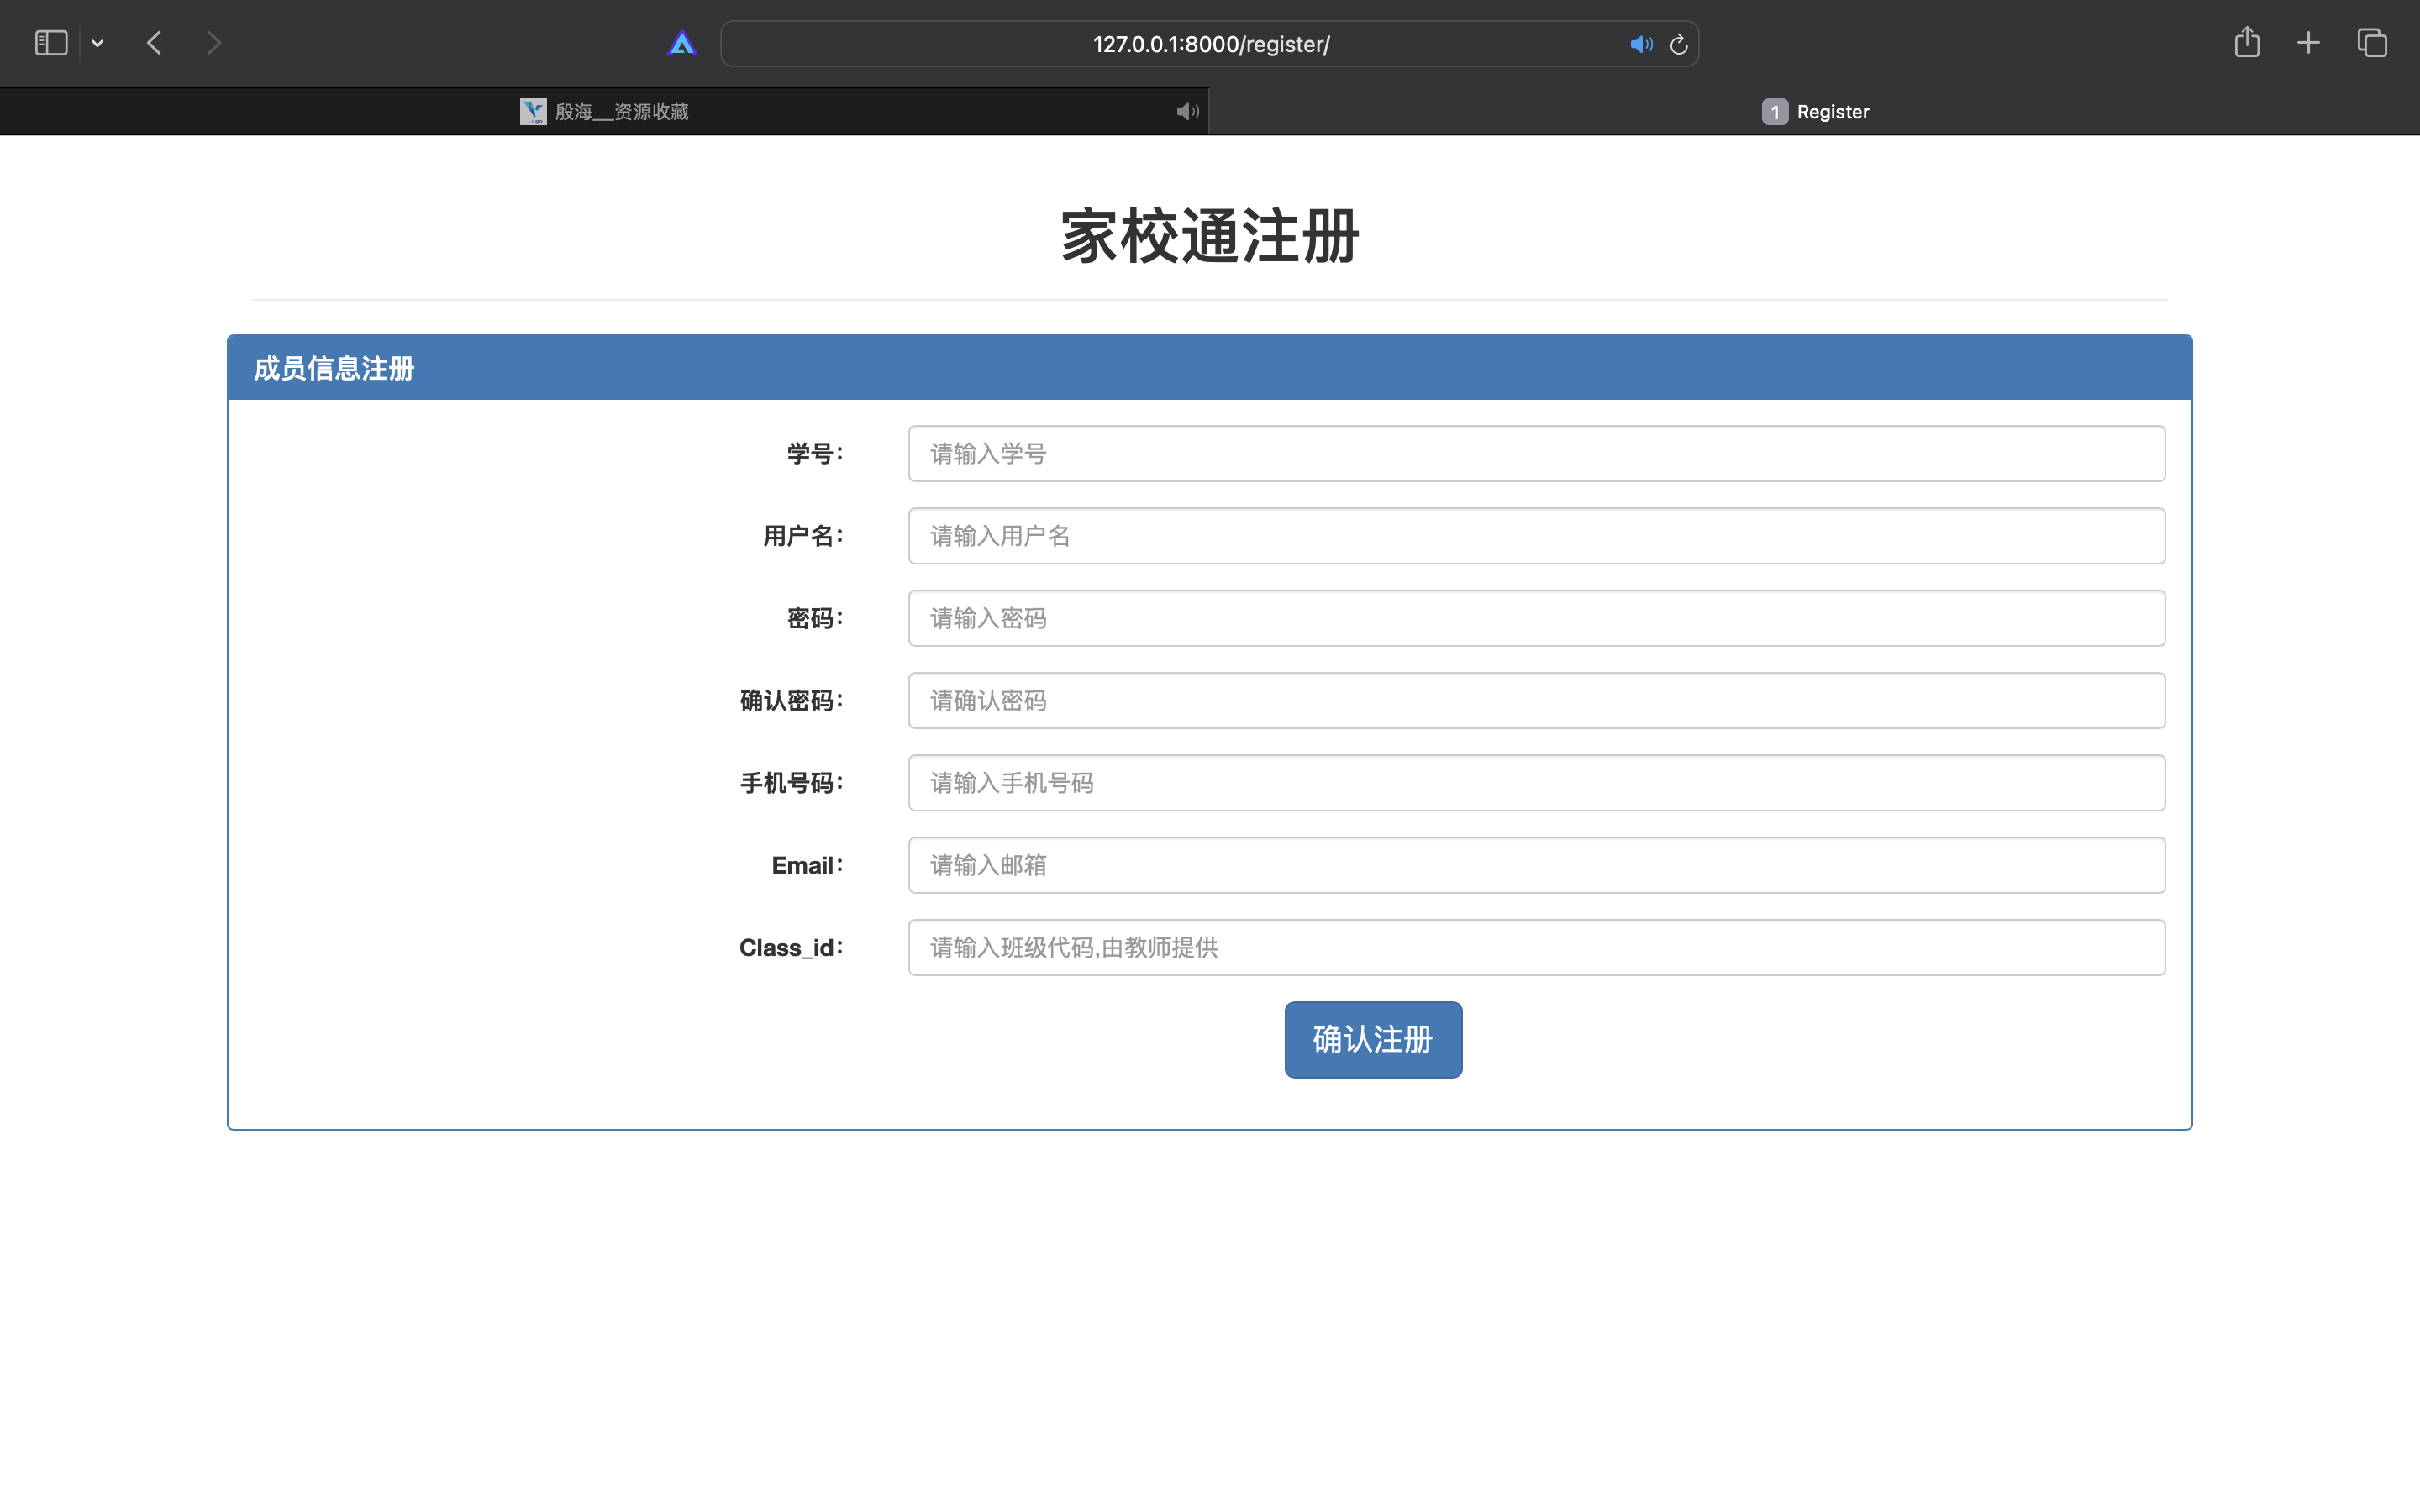 127.0.0.1:8000/register/
殷海__资源收藏
1 Register
家校通注册
成员信息注册
学号： 请输入学号
用户名： 请输入用户名
密码： 请输入密码
确认密码： 请确认密码
手机号码： 请输入手机号码
Email： 请输入邮箱
Class_id： 请输入班级代码,由教师提供
确认注册